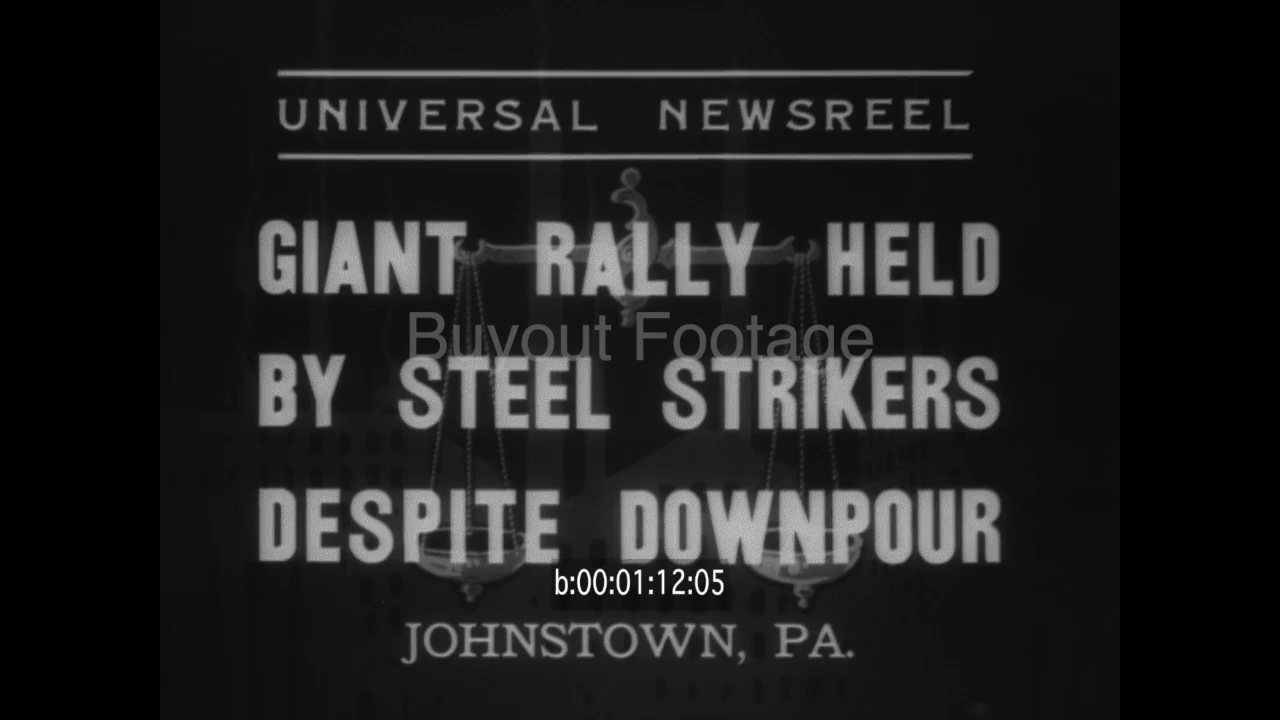 UNIVERSAL NEWSREEL
GIANT RALLY HELD
Buyout Footage
BY STEEL STRIKERS
DESPITE DOWNPOUR
b:00:01:12:05
JOHNSTOWN, PA.